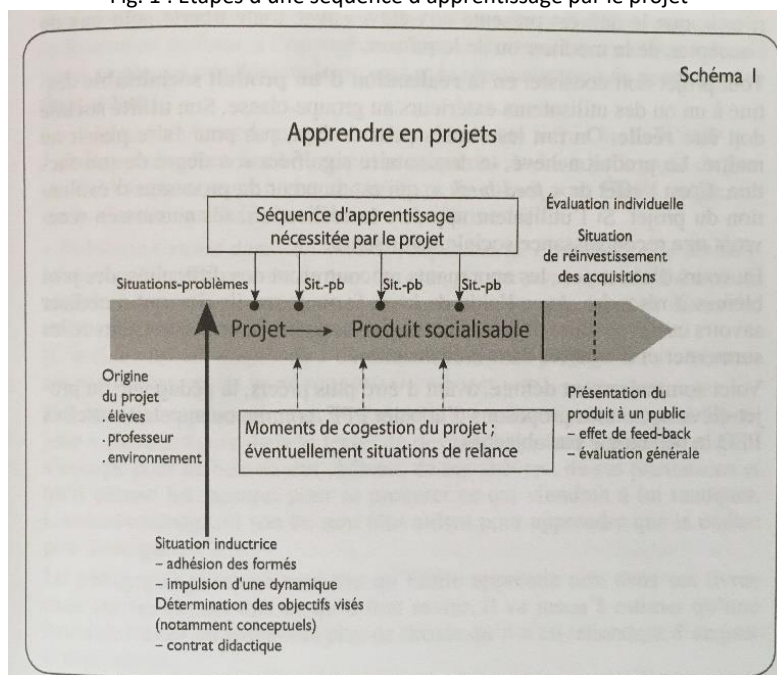 Fig. 1 : Etapes d'une séquence d'apprentissage par le projet
Schéma I
Apprendre en projets
Séquence d'apprentissage
nécessitée par le projet
Évaluation individuelle
Situation
de réinvestissement
des acquisitions
Situations-problèmes
Sit.-pb
Sit.-pb
Sit.-pb
Projet
Produit socialisable
Origine
du projet
. élèves
. professeur
. environnement
Moments de cogestion du projet ;
éventuellement situations de relance
Présentation du
produit à un public
– effet de feed-back
– évaluation générale
Situation inductrice
– adhésion des formés
– impulsion d'une dynamique
Détermination des objectifs visés
(notamment conceptuels)
– contrat didactique